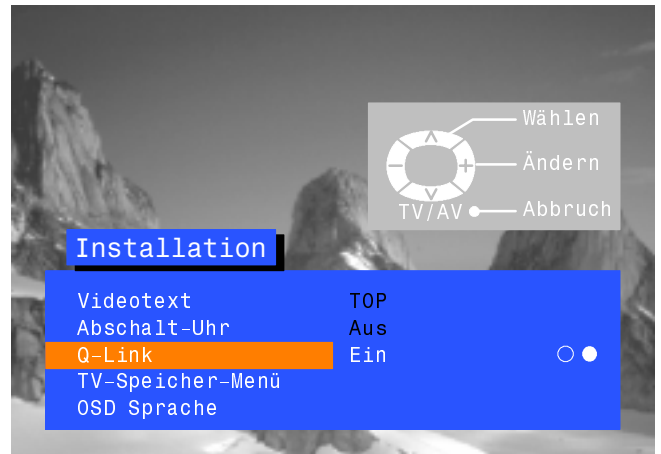 Wählen
Ändern
TV/AV Abbruch
Installation
Videotext TOP
Abschalt-Uhr Aus
Q-Link Ein
TV-Speicher-Menü
OSD Sprache